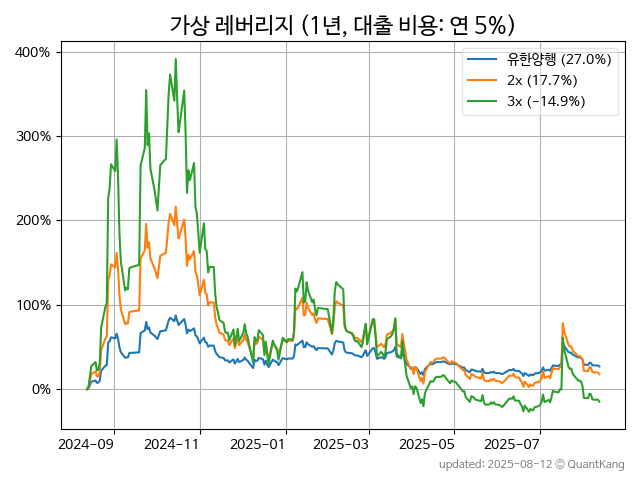 가상 레버리지 (1년, 대출 비용: 연 5%)
400%
300%
200%
100%
0%
유한양행 (27.0%)
2x (17.7%)
3x (−14.9%)
2024-09
2024-11
2025-01
2025-03
2025-05
2025-07
updated: 2025-08-12 © QuantKang